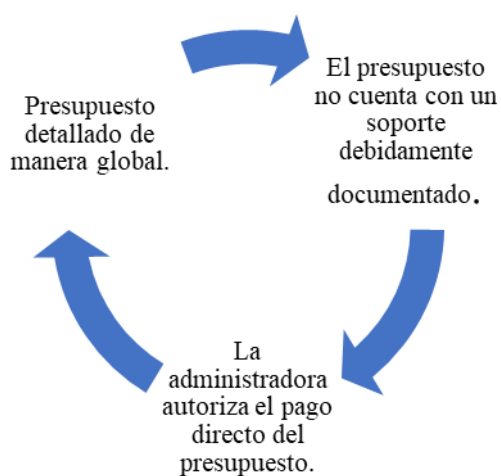 Presupuesto
detallado de
manera global.
El presupuesto
no cuenta con un
soporte
debidamente
documentado.
La
administradora
autoriza el pago
directo del
presupuesto.